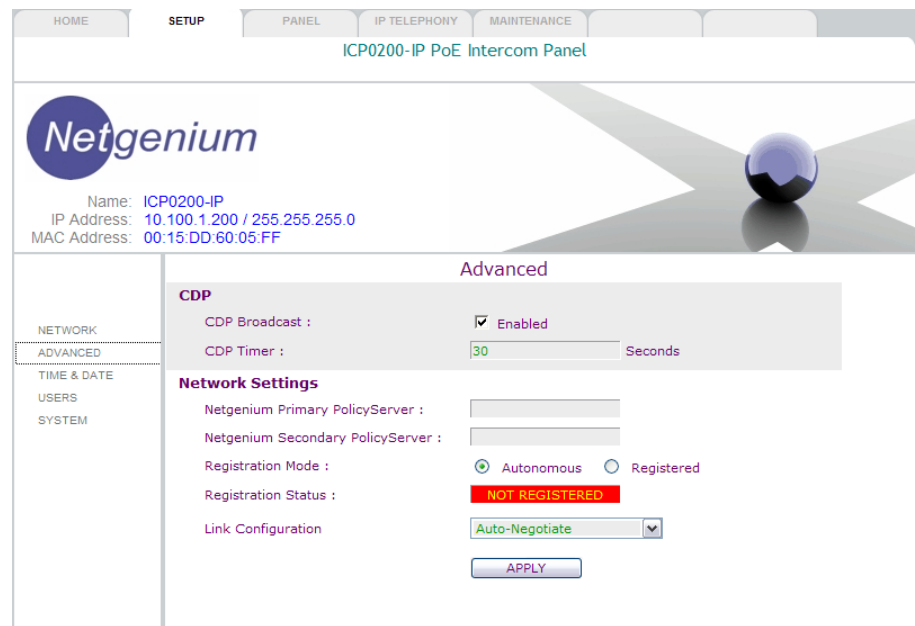 HOME SETUP PANEL IP TELEPHONY MAINTENANCE
ICP0200-IP PoE Intercom Panel
Netgenium
Name: ICP0200-IP
IP Address: 10.100.1.200 / 255.255.255.0
MAC Address: 00:15:DD:60:05:FF
NETWORK
ADVANCED
TIME & DATE
USERS
SYSTEM
Advanced
CDP
CDP Broadcast : Enabled
CDP Timer : 30 Seconds
Network Settings
Netgenium Primary PolicyServer :
Netgenium Secondary PolicyServer :
Registration Mode : Autonomous Registered
Registration Status : NOT REGISTERED
Link Configuration Auto-Negotiate
APPLY